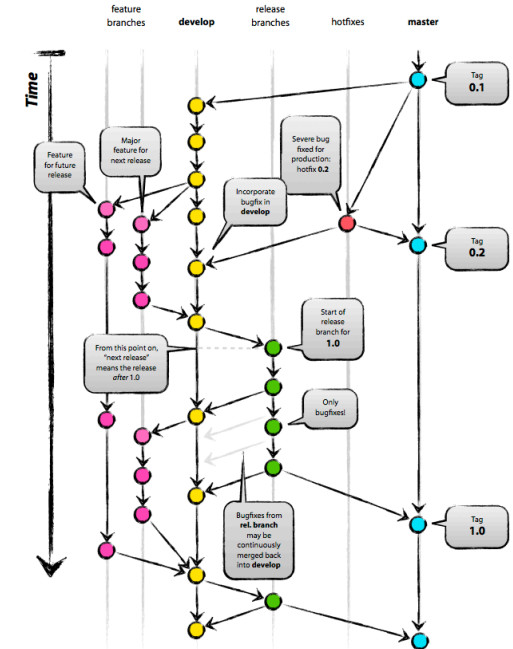 feature
branches
develop
release
branches
hotfixes
master
Time
Tag
0.1
Major
feature for
next release
Severe bug
fixed for
production:
hotfix 0.2
Feature
for future
release
Incorporate
bugfix in
develop
Tag
0.2
Start of
release
branch for
1.0
From this point on,
"next release"
means the release
after 1.0
Only
bugfixes!
Bugfixes from
rel. branch
may be
continuously
merged back
into develop
Tag
1.0